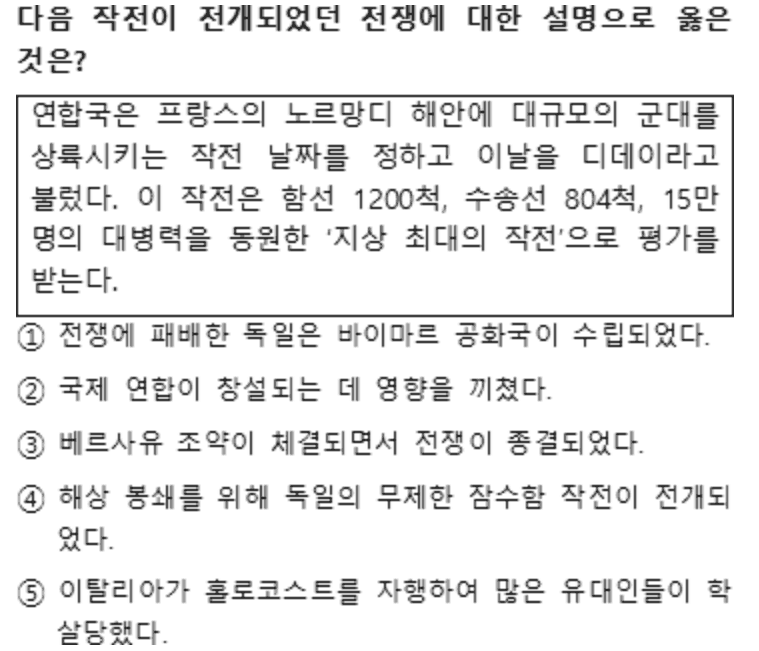 다음 작전이 전개되었던 전쟁에 대한 설명으로 옳은
것은?
연합국은 프랑스의 노르망디 해안에 대규모의 군대를
상륙시키는 작전 날짜를 정하고 이날을 디데이라고
불렀다. 이 작전은 함선 1200척, 수송선 804척, 15만
명의 대병력을 동원한 '지상 최대의 작전'으로 평가를
받는다.
① 전쟁에 패배한 독일은 바이마르 공화국이 수립되었다.
② 국제 연합이 창설되는 데 영향을 끼쳤다.
③ 베르사유 조약이 체결되면서 전쟁이 종결되었다.
④ 해상 봉쇄를 위해 독일의 무제한 잠수함 작전이 전개되
었다.
⑤ 이탈리아가 홀로코스트를 자행하여 많은 유대인들이 학
살당했다.